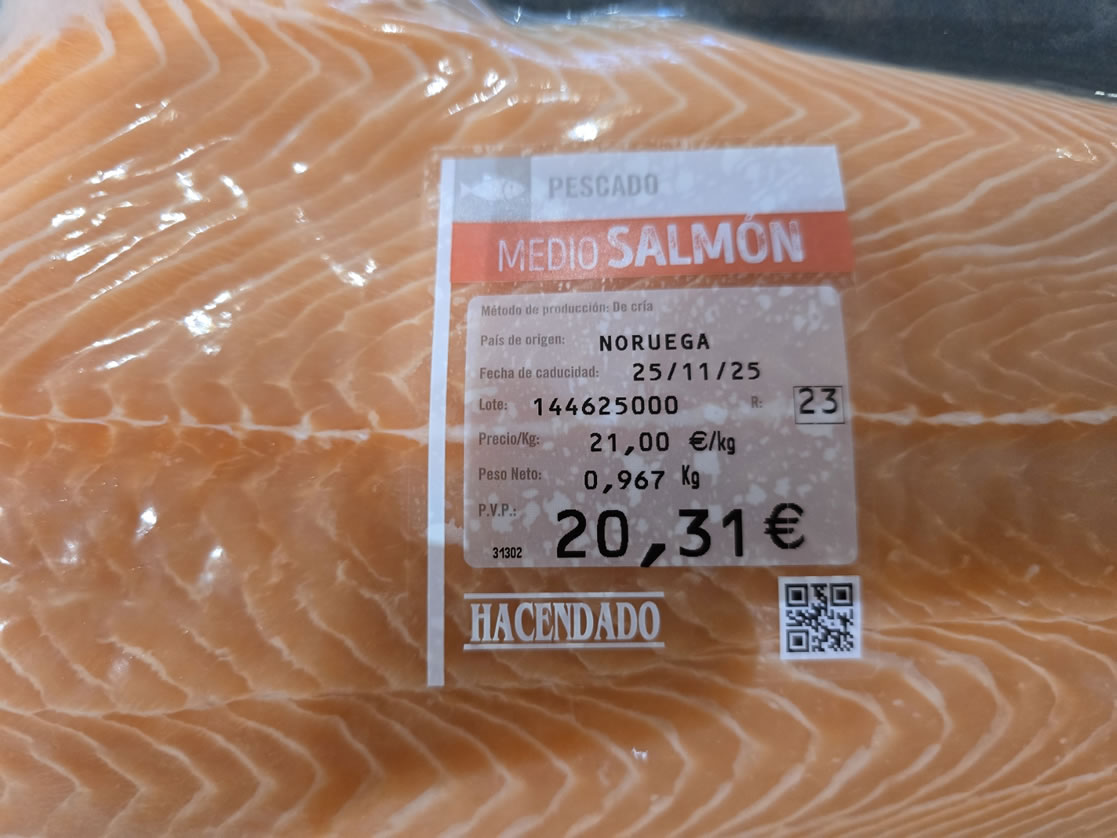 PESCADO
MEDIO SALMÓN
Método de producción: De cría
País de origen: NORUEGA
Fecha de caducidad: 25/11/25
Lote: 144625000 R: 23
Precio/Kg: 21,00 €/kg
Peso Neto: 0,967 Kg
P.V.P.:
31302 20,31€
HACENDADO